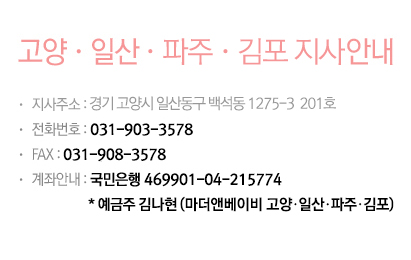 고양 · 일산 · 파주 · 김포 지사안내
· 지사주소 : 경기 고양시 일산동구 백석동 1275-3 201호
· 전화번호 : 031-903-3578
· FAX : 031-908-3578
· 계좌안내 : 국민은행 469901-04-215774
* 예금주 김나현 (마더앤베이비 고양·일산·파주·김포)